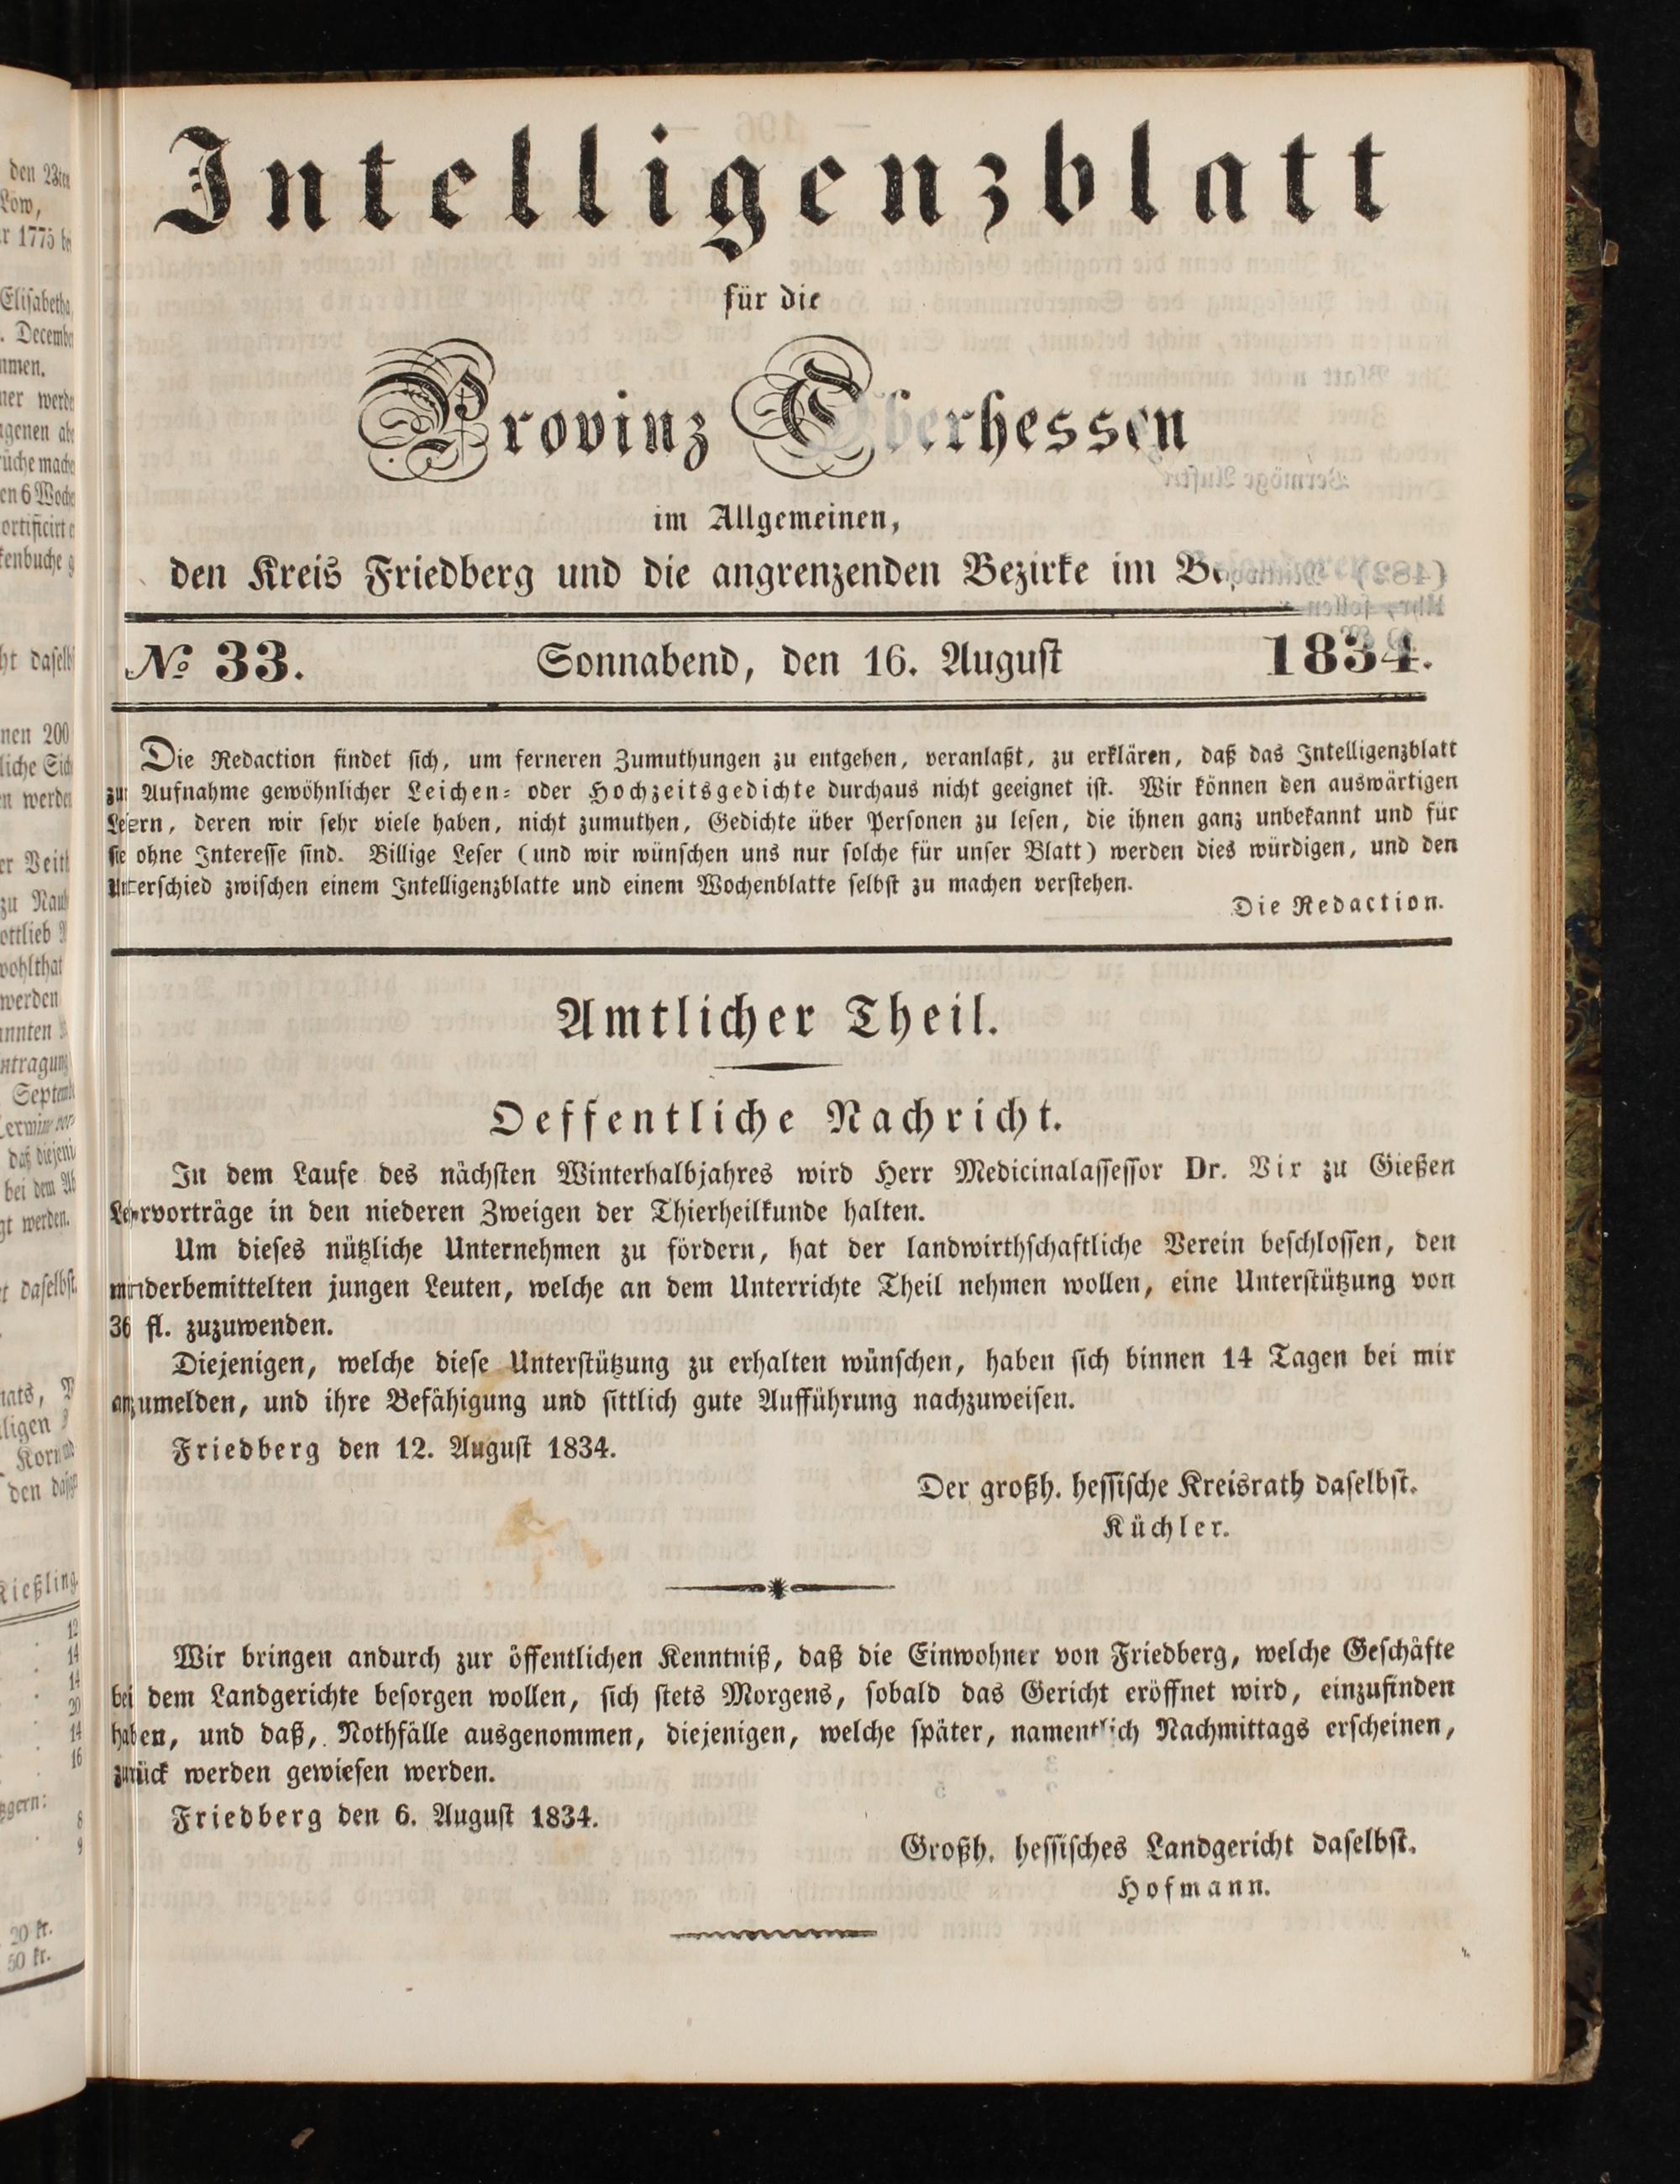 Intelligenzblatt
für die
Provinz Oberhessen
im Allgemeinen,
den Kreis Friedberg und die angrenzenden Bezirke im
No 33. Sonnabend, den 16. August 1834.
Die Redaction findet sich, um ferneren Zumuthungen zu entgehen, veranlaßt, zu erklären, daß das Intelligenzblatt
zur Aufnahme gewöhnlicher Leichen- oder Hochzeitsgedichte durchaus nicht geeignet ist. Wir können den auswärtigen
Lesern, deren wir sehr viele haben, nicht zumuthen, Gedichte über Personen zu lesen, die ihnen ganz unbekannt und für
sie ohne Interesse sind. Billige Leser (und wir wünschen uns nur solche für unser Blatt) werden dies würdigen, und den
Unterschied zwischen einem Intelligenzblatte und einem Wochenblatte selbst zu machen verstehen.
Die Redaction.
Amtlicher Theil.
Oeffentliche Nachricht.
In dem Laufe des nächsten Winterhalbjahres wird Herr Medicinalassessor Dr. Vix zu Gießen
Lehrvorträge in den niederen Zweigen der Thierheilkunde halten.
Um dieses nützliche Unternehmen zu fördern, hat der landwirthschaftliche Verein beschlossen, den
minderbemittelten jungen Leuten, welche an dem Unterrichte Theil nehmen wollen, eine Unterstützung von
36 fl. zuzuwenden.
Diejenigen, welche diese Unterstützung zu erhalten wünschen, haben sich binnen 14 Tagen bei mir
anzumelden, und ihre Befähigung und sittlich gute Aufführung nachzuweisen.
Friedberg den 12. August 1834.
Der großh. hessische Kreisrath daselbst.
Küchler.
Wir bringen andurch zur öffentlichen Kenntniß, daß die Einwohner von Friedberg, welche Geschäfte
bei dem Landgerichte besorgen wollen, sich stets Morgens, sobald das Gericht eröffnet wird, einzufinden
haben, und daß, Nothfälle ausgenommen, diejenigen, welche später, namentlich Nachmittags erscheinen,
zurück werden gewiesen werden.
Friedberg den 6. August 1834.
Großh. hessisches Landgericht daselbst.
Hofmann.